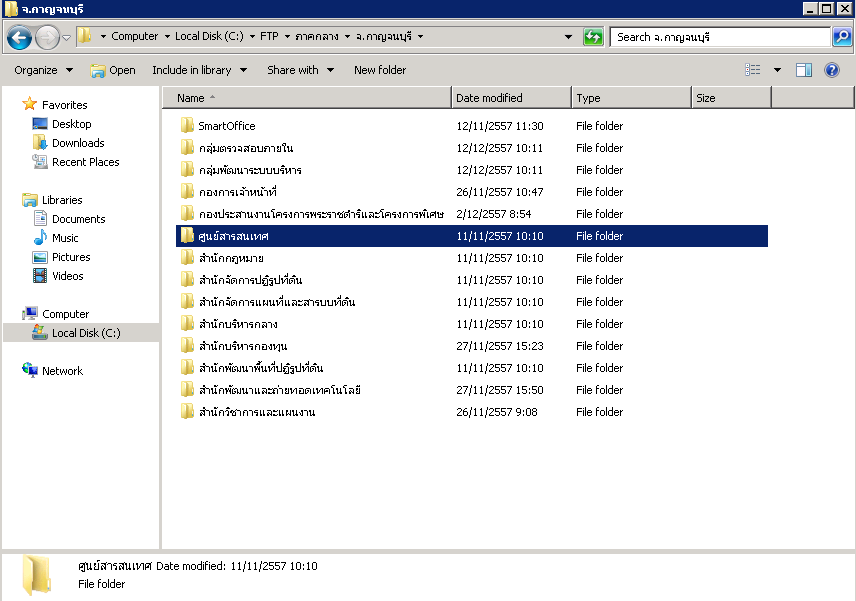 จ.กาญจนบุรี
Computer Local Disk (C:) FTP ภาคกลาง จ.กาญจนบุรี Search จ.กาญจนบุรี
Organize Open Include in library Share with New folder
Name Date modified Type Size
Favorites
Desktop
Downloads
Recent Places
Libraries
Documents
Music
Pictures
Videos
Computer
Local Disk (C:)
Network
SmartOffice 12/11/2557 11:30 File folder
กลุ่มตรวจสอบภายใน 12/12/2557 10:11 File folder
กลุ่มพัฒนาระบบบริหาร 12/12/2557 10:11 File folder
กองการเจ้าหน้าที่ 26/11/2557 10:47 File folder
กองประสานงานโครงการพระราชดำริและโครงการพิเศษ 2/12/2557 8:54 File folder
ศูนย์สารสนเทศ 11/11/2557 10:10 File folder
สำนักกฎหมาย 11/11/2557 10:10 File folder
สำนักจัดการปฏิรูปที่ดิน 11/11/2557 10:10 File folder
สำนักจัดการแผนที่และสารบบที่ดิน 11/11/2557 10:10 File folder
สำนักบริหารกลาง 11/11/2557 10:10 File folder
สำนักบริหารกองทุน 27/11/2557 15:23 File folder
สำนักพัฒนาพื้นที่ปฏิรูปที่ดิน 11/11/2557 10:10 File folder
สำนักพัฒนาและถ่ายทอดเทคโนโลยี 27/11/2557 15:50 File folder
สำนักวิชาการและแผนงาน 26/11/2557 9:08 File folder
ศูนย์สารสนเทศ Date modified: 11/11/2557 10:10
File folder